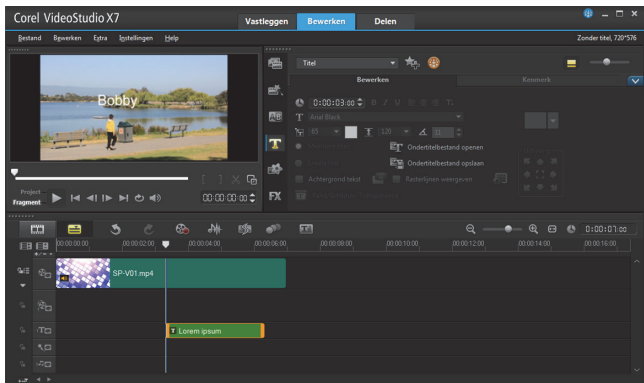 Corel VideoStudio X7
Vastleggen Bewerken Delen
Bestand Bewerken Extra Instellingen Help
Zonder titel, 720*576
Bobby
Titel
Bewerken
Kenmerk
0:00:03:00
Arial Black
65 120 11
Ondertitelbestand openen
Ondertitelbestand opslaan
Achtergrond tekst Rasterlijnen weergeven
Project
Fragment
00:00:00:00
FX
0:00:07:00
00:00:00:00 00:00:02:00 00:00:04:00 00:00:06:00 00:00:08:00 00:00:10:00 00:00:12:00 00:00:14:00 00:00:16:00
SP-V01.mp4
T Lorem ipsum